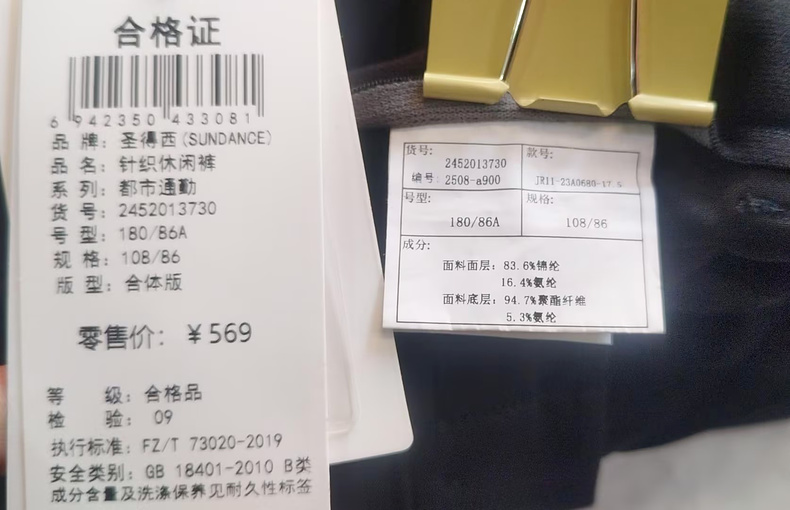 合格证
6 942350 433081
品 牌：圣得西(SUNDANCE)
品 名：针织休闲裤
系 列：都市通勤
货 号：2452013730
号 型：180/86A
规 格：108/86
版 型：合体版
零售价：￥569
等 级：合格品
检 验：09
执行标准：FZ/T 73020-2019
安全类别：GB 18401-2010 B类
成分含量及洗涤保养见耐久性标签
货号:
2452013730
编号:2508-a900
款号:
号型:
180/86A
规格:
108/86
成分:
面料面层：83.6%锦纶
16.4%氨纶
面料底层：94.7%聚酯纤维
5.3%氨纶